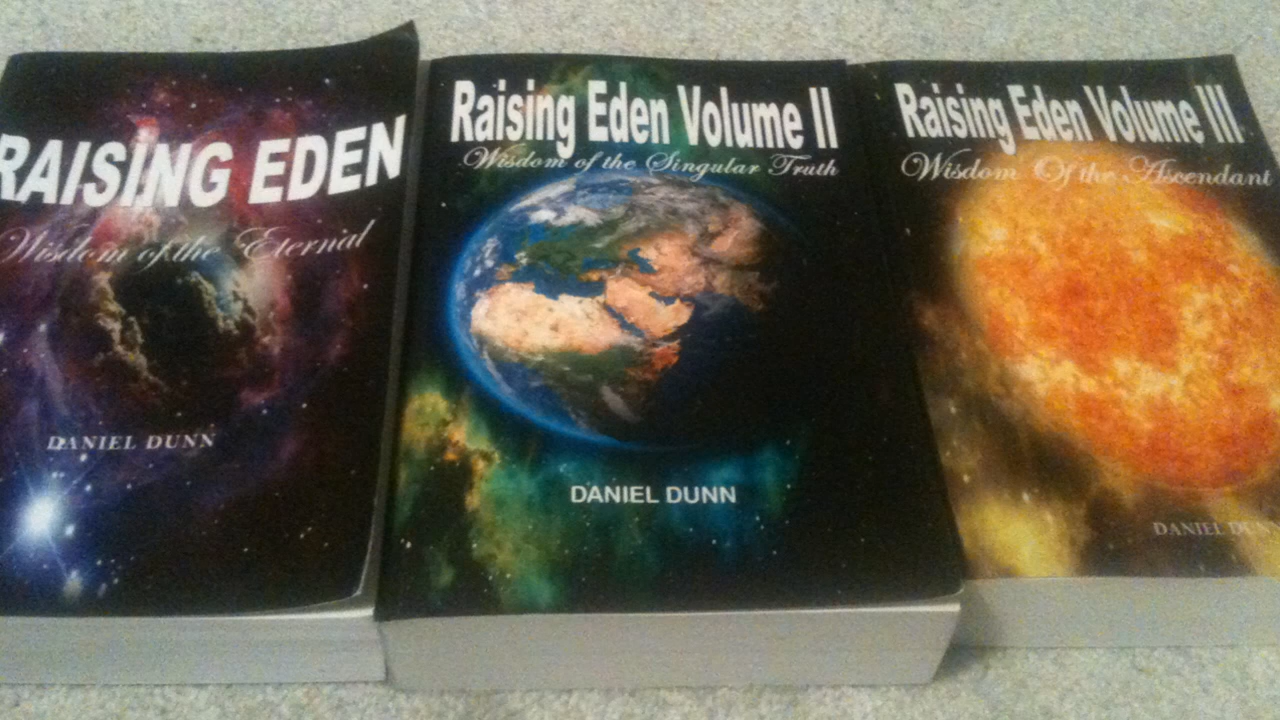 RAISING EDEN
Wisdom of the Eternal
DANIEL DUNN
Raising Eden Volume II
Wisdom of the Singular Truth
DANIEL DUNN
Raising Eden Volume III
Wisdom Of the Ascendant
DANIEL DUNN